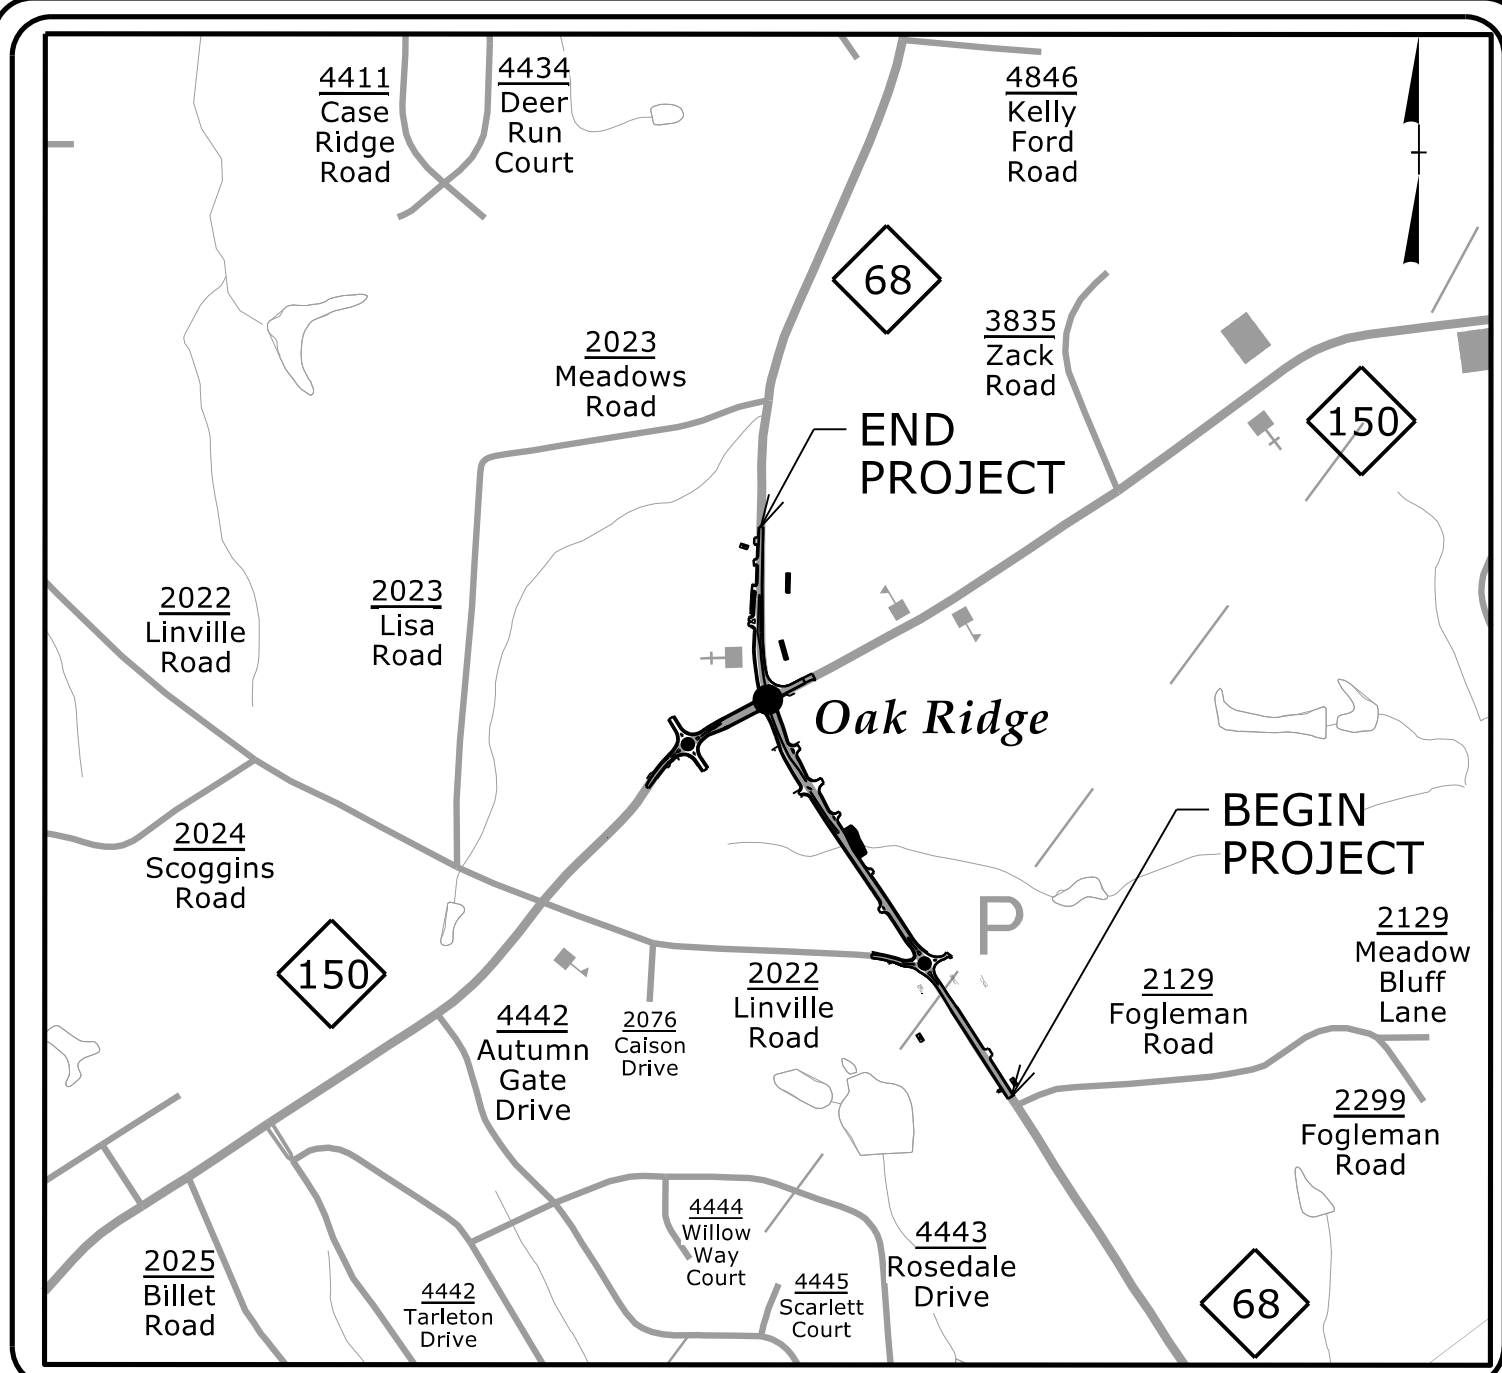 4411
Case
Ridge
Road
4434
Deer
Run
Court
4846
Kelly
Ford
Road
68
2023
Meadows
Road
3835
Zack
Road
150
END
PROJECT
2022
Linville
Road
2023
Lisa
Road
Oak Ridge
2024
Scoggins
Road
BEGIN
PROJECT
150
P
2129
Meadow
Bluff
Lane
4442
Autumn
Gate
Drive
2076
Caison
Drive
2022
Linville
Road
2129
Fogleman
Road
2299
Fogleman
Road
2025
Billet
Road
4442
Tarleton
Drive
4444
Willow
Way
Court
4445
Scarlett
Court
4443
Rosedale
Drive
68